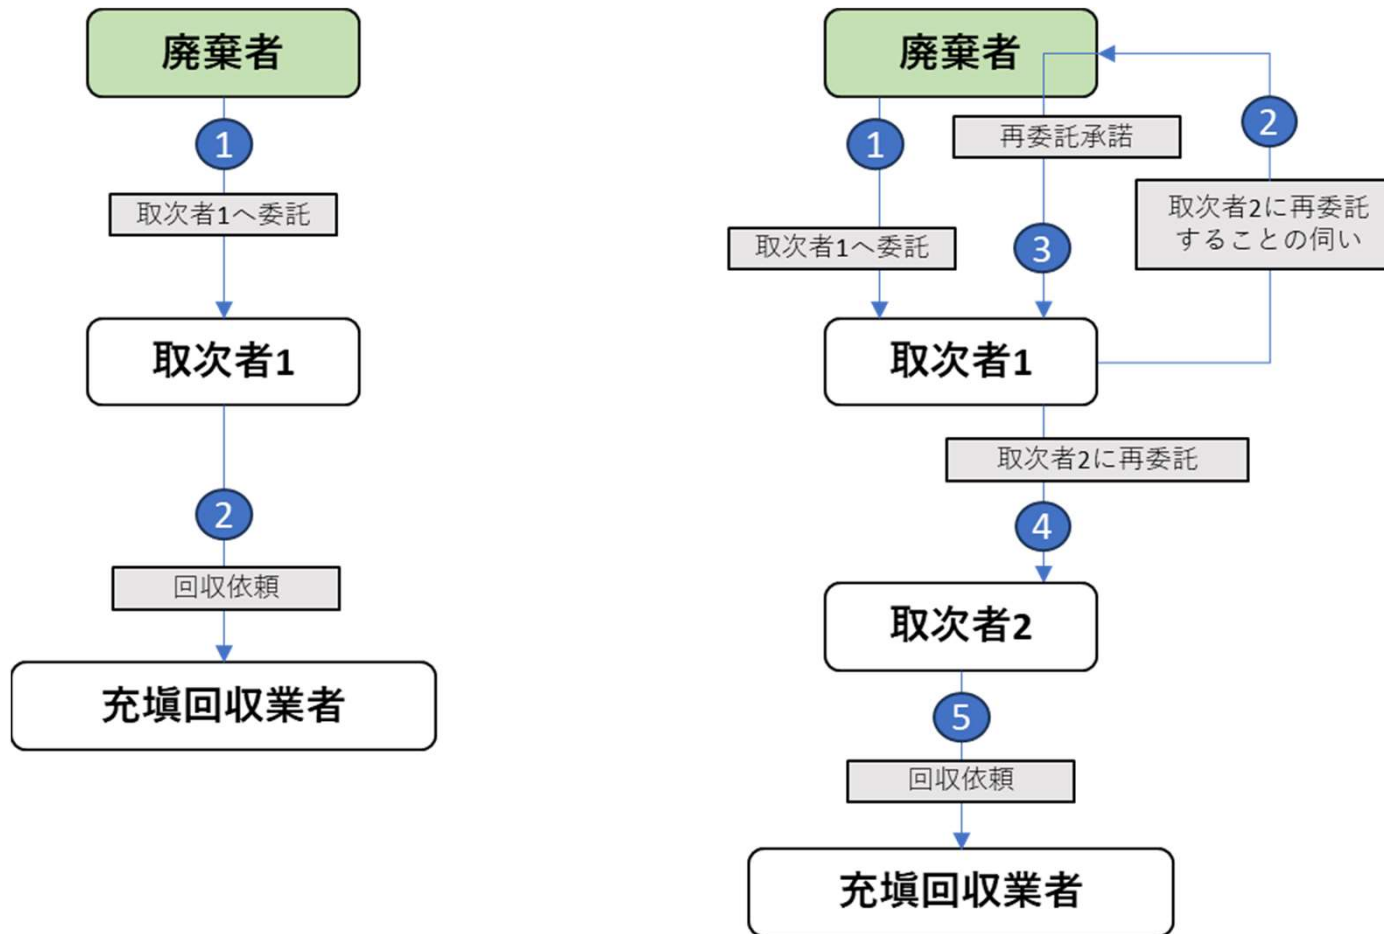 廃棄者
1
取次者1へ委託
取次者1
2
回収依頼
充塡回収業者
廃棄者
1
取次者1へ委託
2
取次者2に再委託
することの伺い
再委託承諾
3
取次者1
取次者2に再委託
4
取次者2
5
回収依頼
充塡回収業者